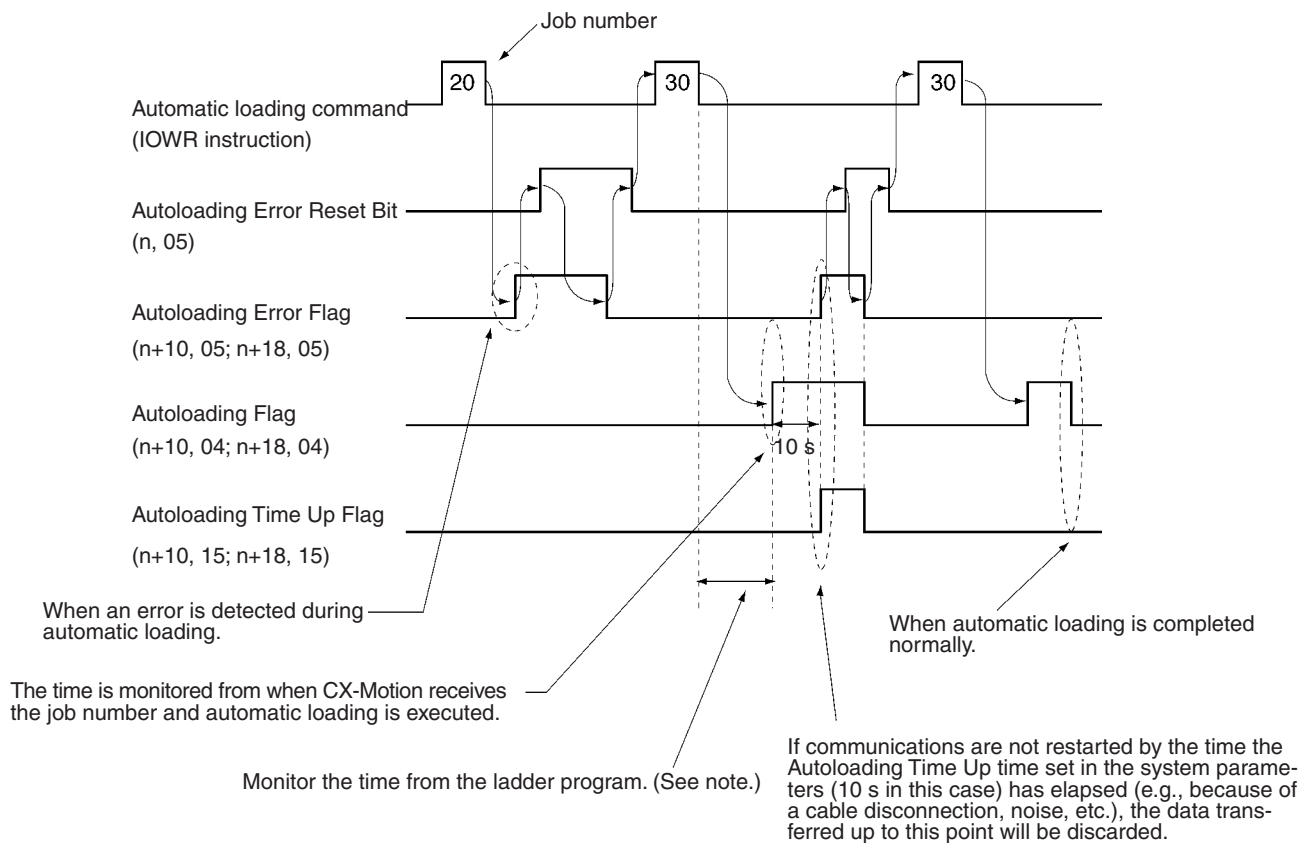 Job number
20
30
30
Automatic loading command
(IOWR instruction)
Autoloading Error Reset Bit
(n, 05)
Autoloading Error Flag
(n+10, 05; n+18, 05)
Autoloading Flag
(n+10, 04; n+18, 04)
10 s
Autoloading Time Up Flag
(n+10, 15; n+18, 15)
When an error is detected during
automatic loading.
When automatic loading is completed
normally.
The time is monitored from when CX-Motion receives
the job number and automatic loading is executed.
Monitor the time from the ladder program. (See note.)
If communications are not restarted by the time the
Autoloading Time Up time set in the system parame-
ters (10 s in this case) has elapsed (e.g., because of
a cable disconnection, noise, etc.), the data trans-
ferred up to this point will be discarded.